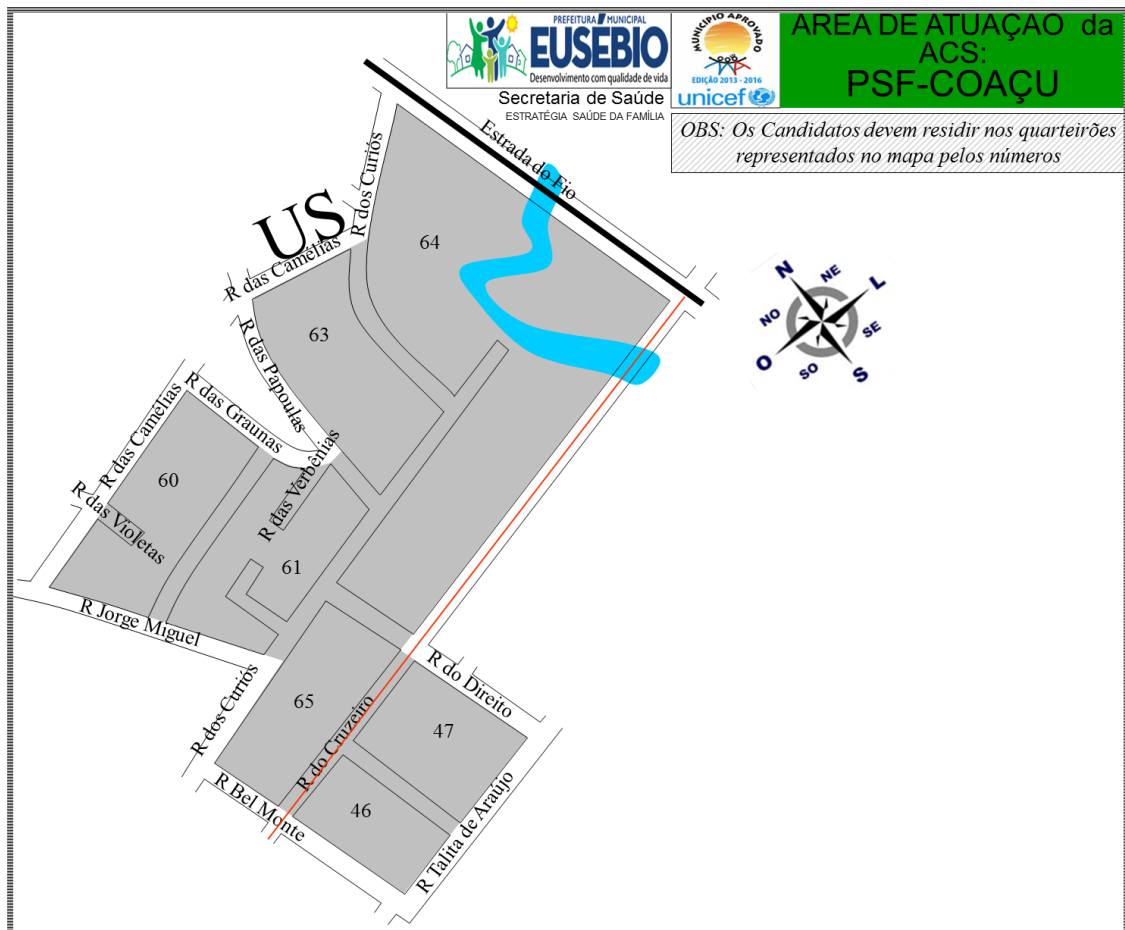 PREFEITURA MUNICIPAL
EUSÉBIO
Desenvolvimento com qualidade de vida
Secretaria de Saúde
ESTRATÉGIA SAÚDE DA FAMÍLIA
MUNICÍPIO APROVADO
EDIÇÃO 2013 - 2016
unicef
ÁREA DE ATUAÇÃO da
ACS:
PSF-COAÇU
OBS: Os Candidatos devem residir nos quarteirões
representados no mapa pelos números
Estrada do Fio
R dos Curiós
US
R das Camélias
64
63
R das Papoulas
N
NE
L
NO
SE
O
SO
S
R das Graunas
R das Camélias
60
R das Verbênias
R das Violetas
61
R Jorge Miguel
R do Direito
R dos Curiós
65
47
R do Cruzeiro
R Bel Monte
46
R Talita de Araújo